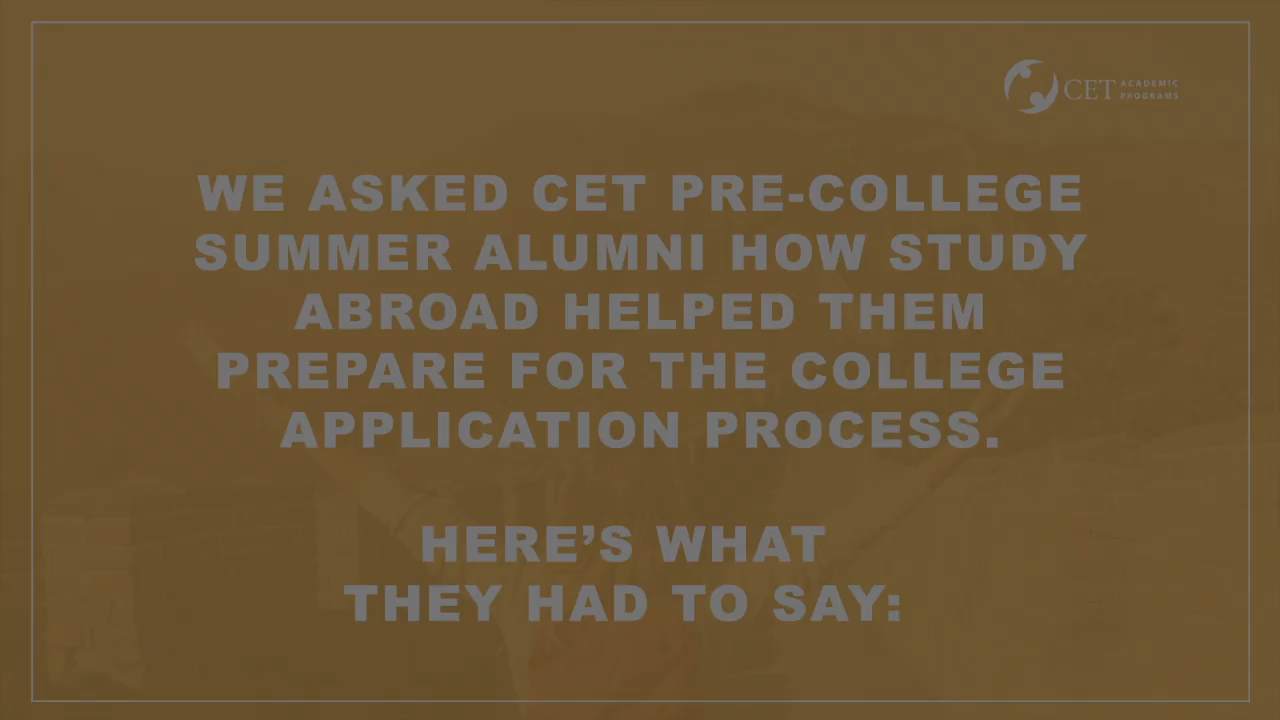 CET ACADEMIC
PROGRAMS
WE ASKED CET PRE-COLLEGE
SUMMER ALUMNI HOW STUDY
ABROAD HELPED THEM
PREPARE FOR THE COLLEGE
APPLICATION PROCESS.
HERE’S WHAT
THEY HAD TO SAY: